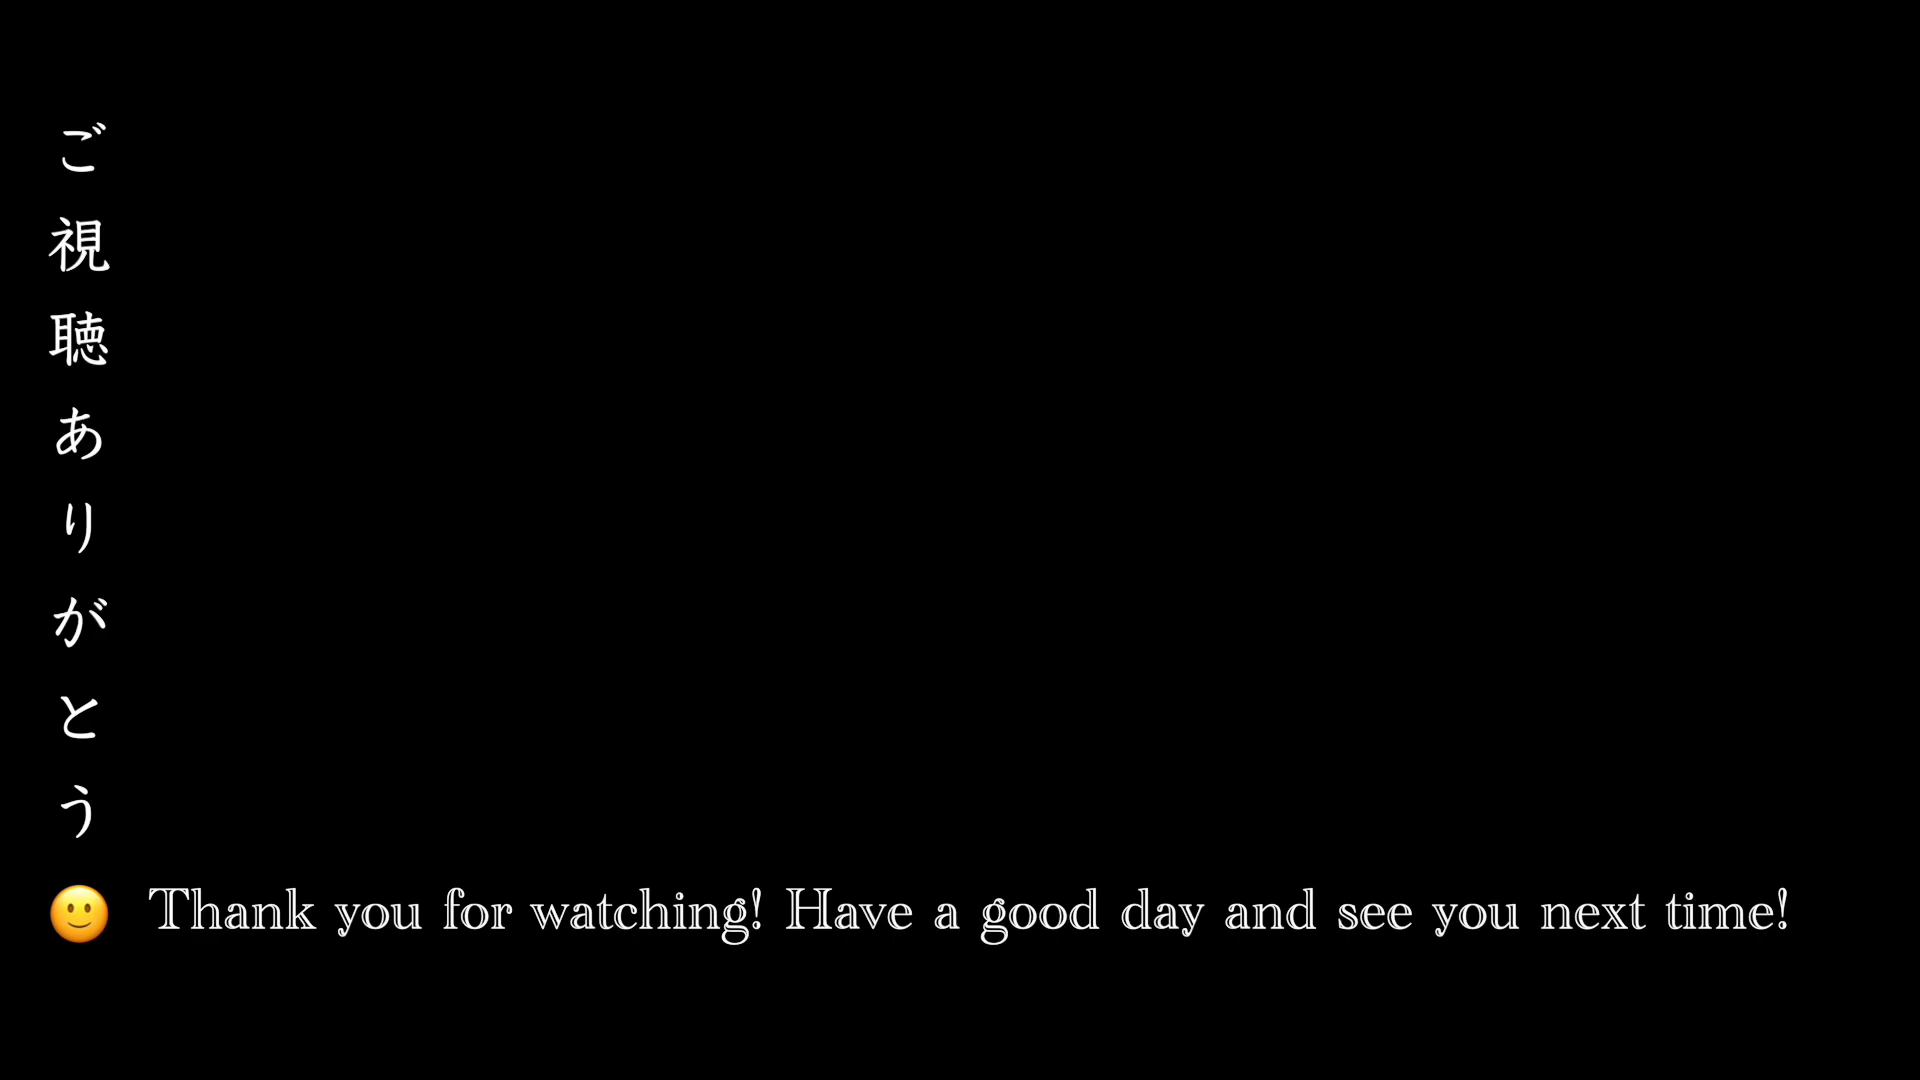 ご視聴ありがとう
🙂 Thank you for watching! Have a good day and see you next time!